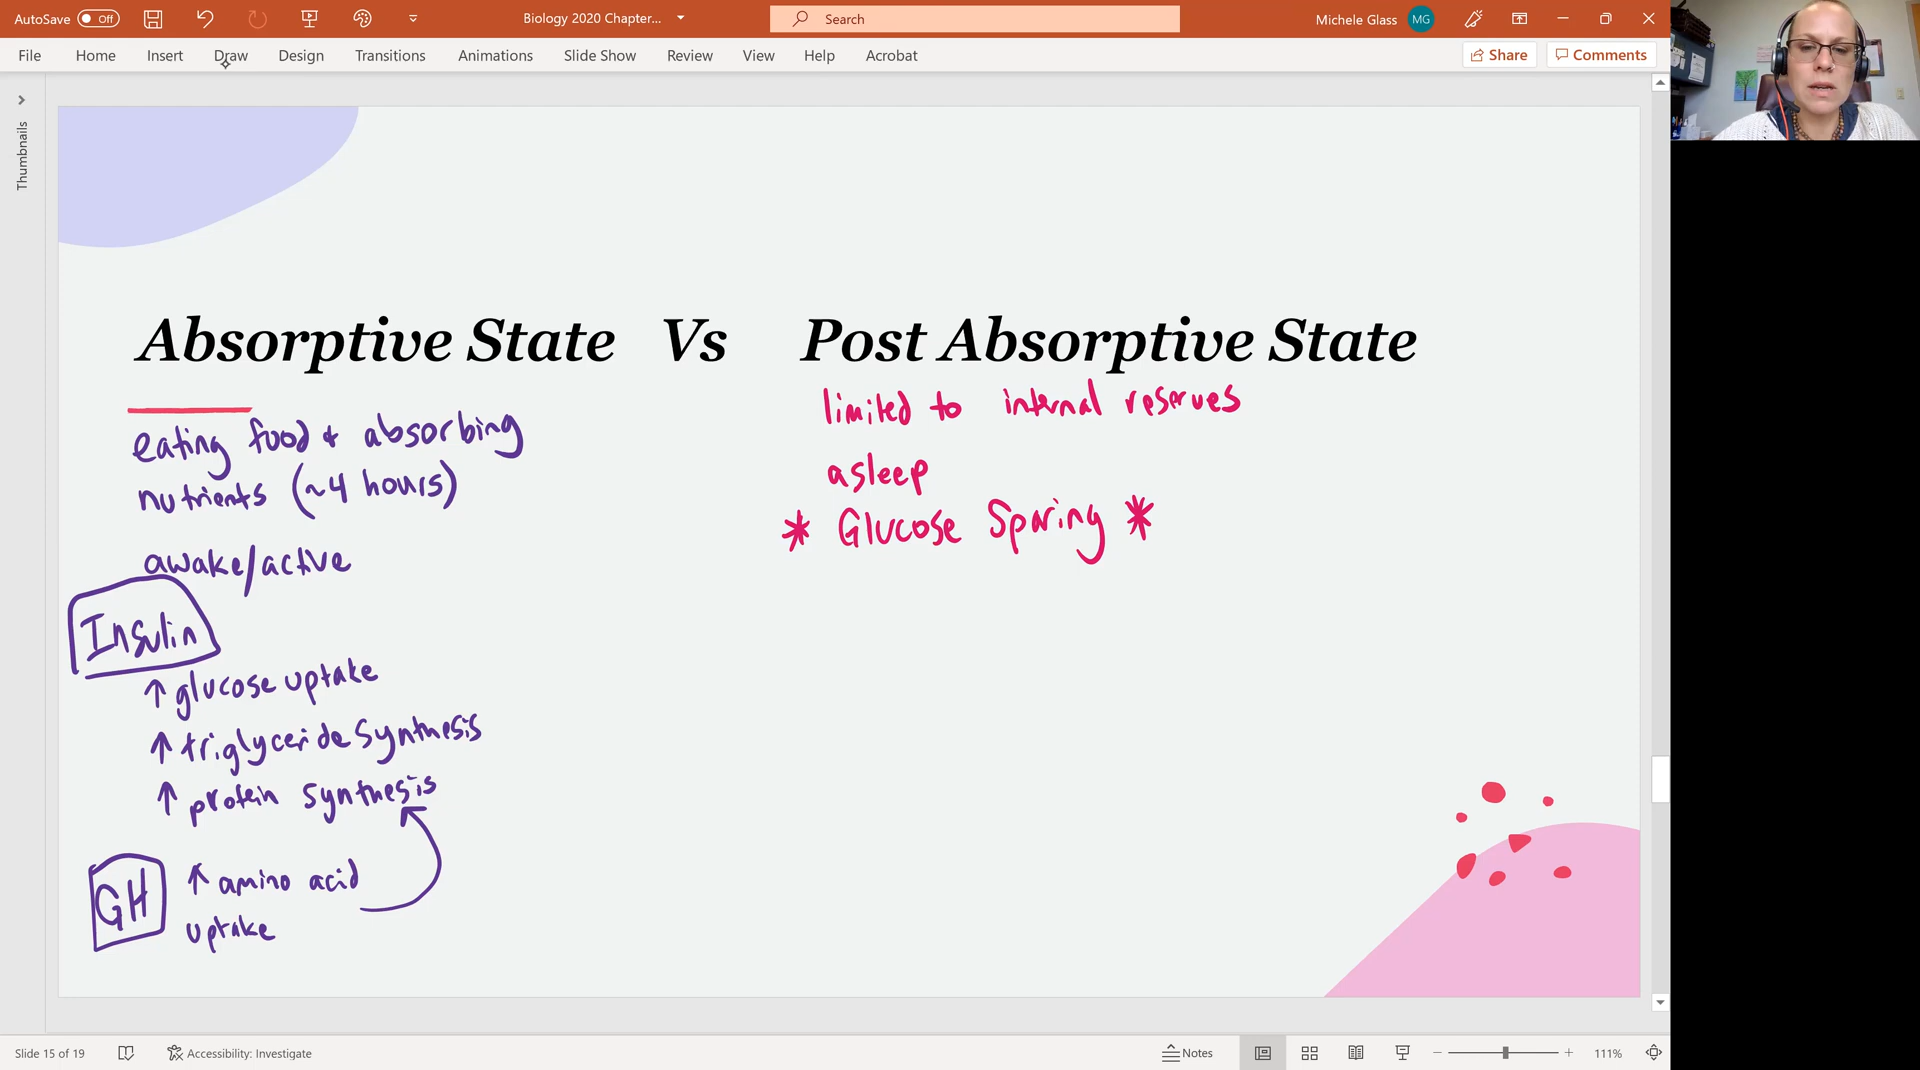 AutoSave Off
Biology 2020 Chapter...
Search
Michele Glass MG
File Home Insert Draw Design Transitions Animations Slide Show Review View Help Acrobat
Share Comments
Thumbnails
Absorptive State Vs Post Absorptive State
eating food + absorbing
nutrients (~4 hours)
awake/active
Insulin
↑ glucose uptake
↑ triglyceride synthesis
↑ protein synthesis
GH ↑ amino acid
uptake
limited to internal reserves
asleep
* Glucose Sparing *
Slide 15 of 19 Accessibility: Investigate Notes 111%